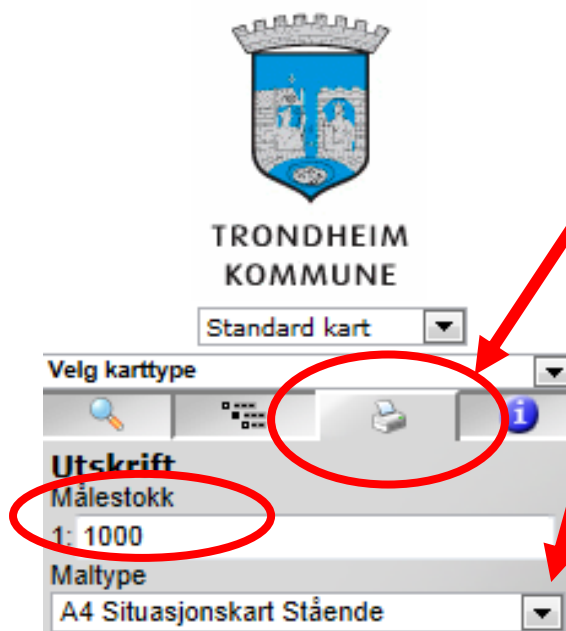 TRONDHEIM
KOMMUNE
Standard kart
Velg karttype
i
Utskrift
Målestokk
1: 1000
Maltype
A4 Situasjonskart Stående